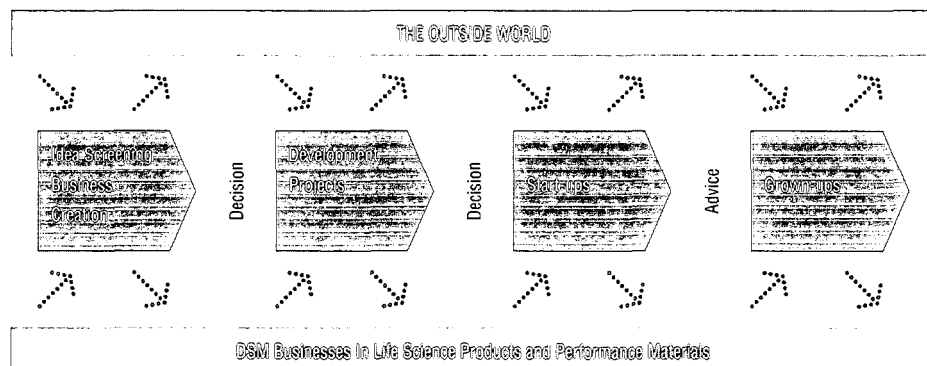 THE OUTSIDE WORLD
Idea Screening
Business
Creation
Decision
Development
Projects
Decision
Start-ups
Advice
Grown-ups
DSM Businesses In Life Science Products and Performance Materials